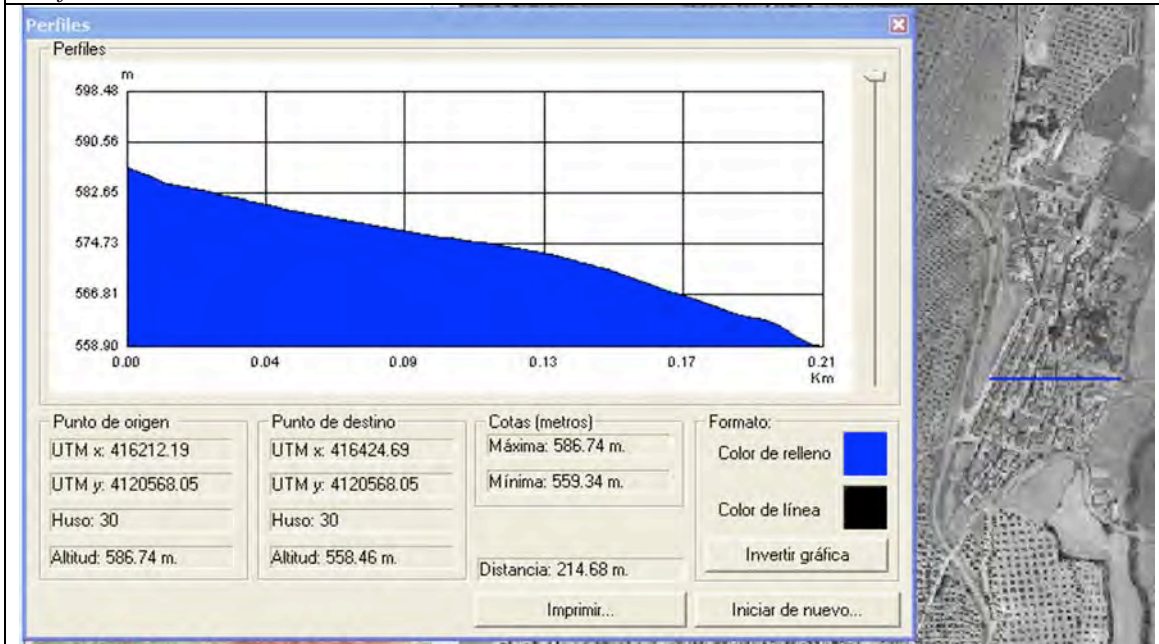 Perfiles
Perfiles
m
598.48
590.56
582.65
574.73
566.81
558.90
0.00 0.04 0.09 0.13 0.17 0.21
Km
Punto de origen
UTM x: 416212.19
UTM y: 4120568.05
Huso: 30
Altitud: 586.74 m.
Punto de destino
UTM x: 416424.69
UTM y: 4120568.05
Huso: 30
Altitud: 558.46 m.
Cotas (metros)
Máxima: 586.74 m.
Mínima: 559.34 m.
Distancia: 214.68 m.
Formato:
Color de relleno
Color de línea
Invertir gráfica
Imprimir...
Iniciar de nuevo...